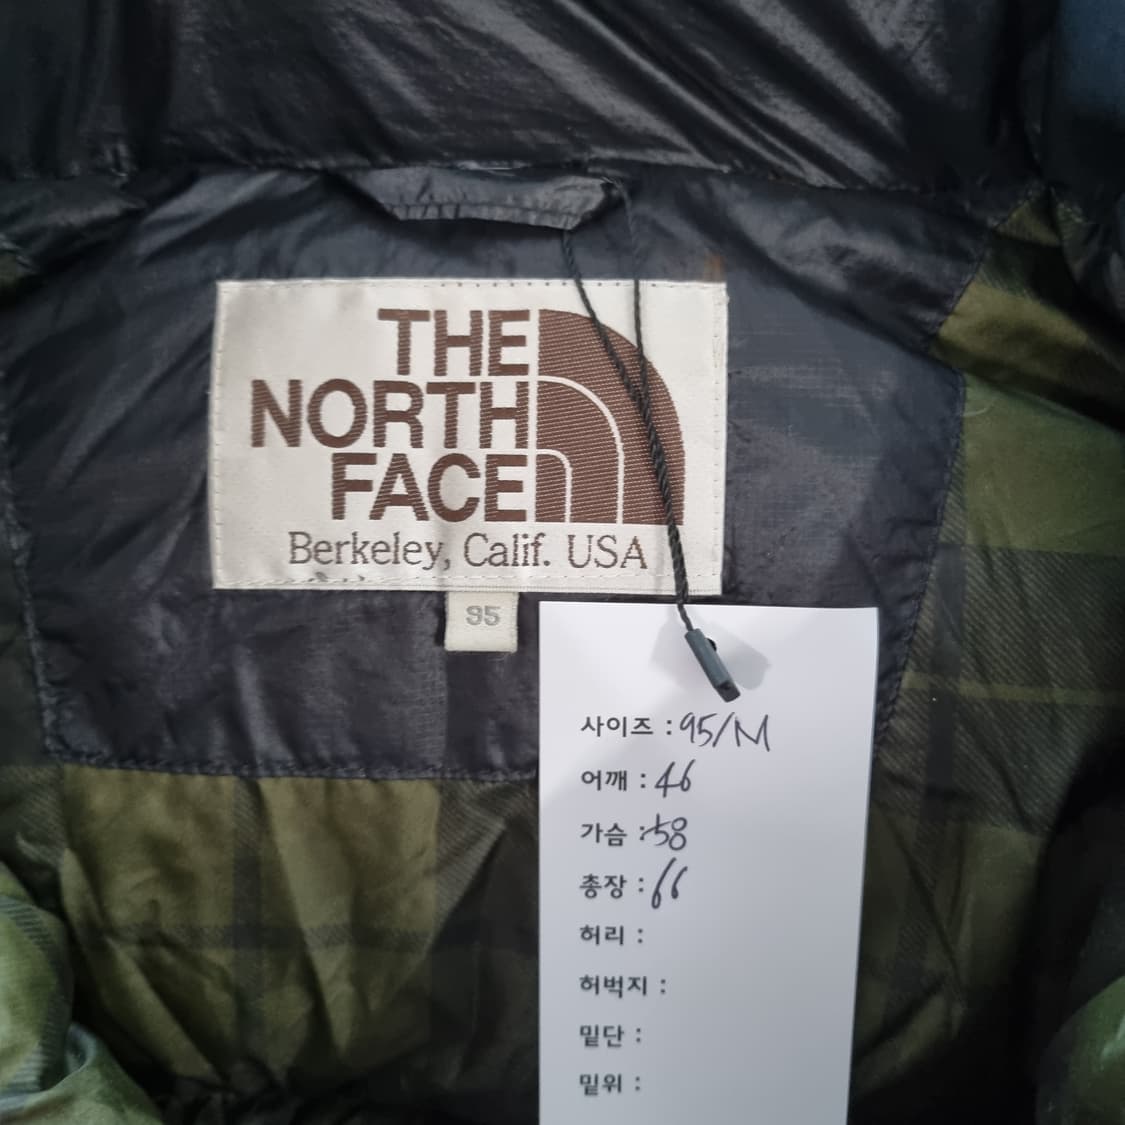 THE
NORTH
FACE
Berkeley, Calif. USA
95
사이즈 : 95/M
어깨 : 46
가슴 : 58
총장 : 66
허리 :
허벅지 :
밑단 :
밑위 :